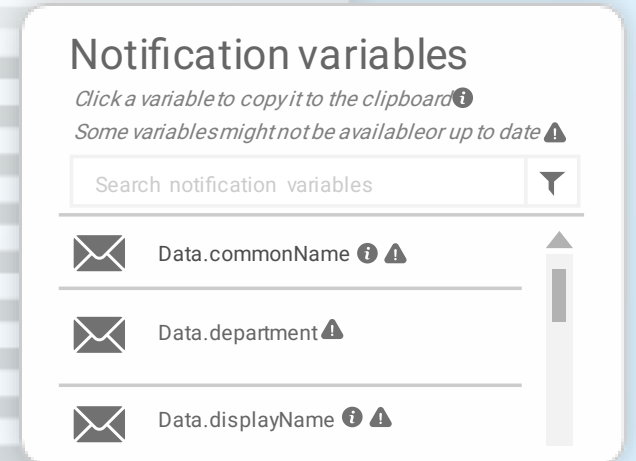 Notification variables
Click a variable to copy it to the clipboard
Some variables might not be available or up to date
Search notification variables
Data.commonName
Data.department
Data.displayName